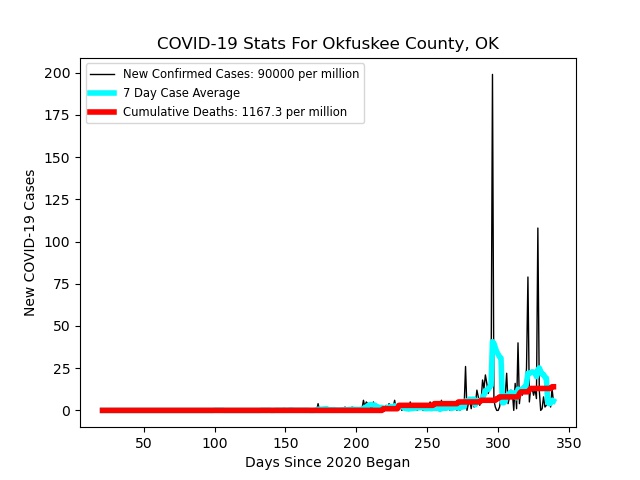 COVID-19 Stats For Okfuskee County, OK
New Confirmed Cases: 90000 per million
7 Day Case Average
Cumulative Deaths: 1167.3 per million
New COVID-19 Cases
200
175
150
125
100
75
50
25
0
50 100 150 200 250 300 350
Days Since 2020 Began